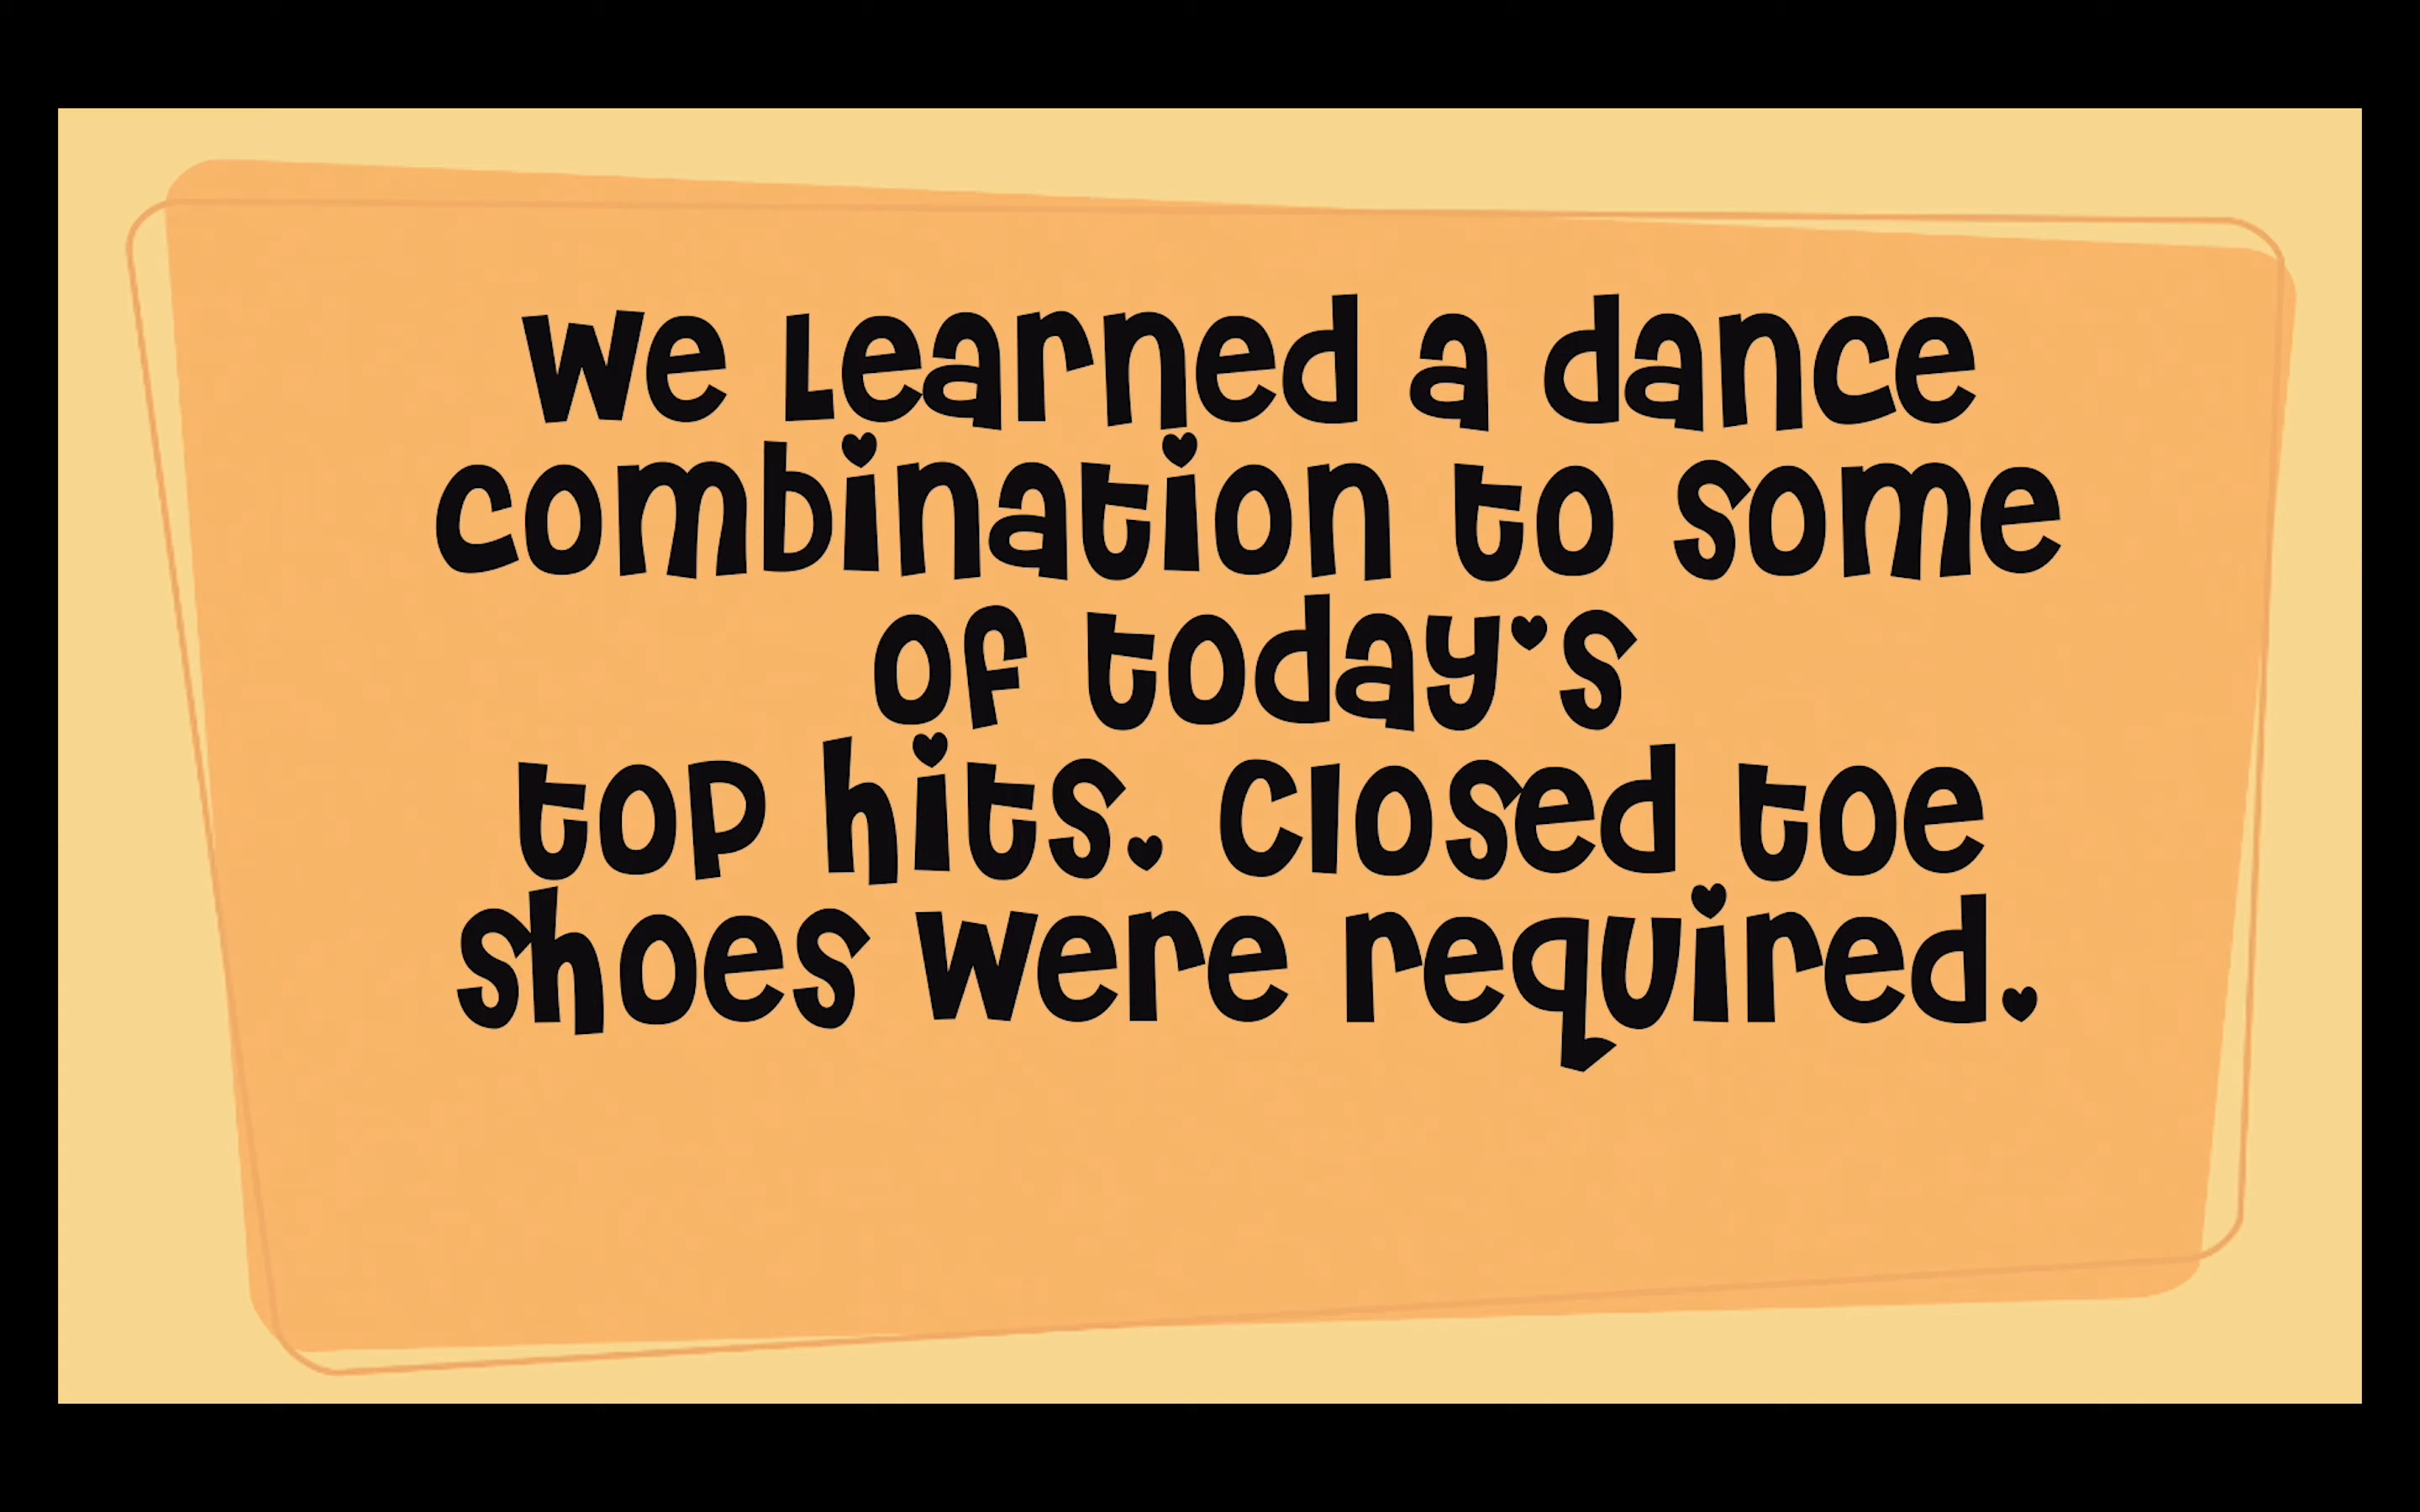 We Learned a dance
combination to some
of today's
top hits. Closed toe
shoes were required.